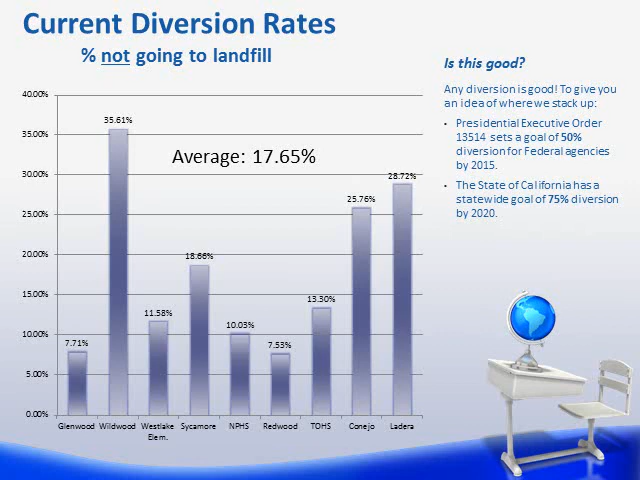 Current Diversion Rates
% not going to landfill
Is this good?
Any diversion is good! To give you
an idea of where we stack up:
• Presidential Executive Order
13514 sets a goal of 50%
diversion for Federal agencies
by 2015.
• The State of California has a
statewide goal of 75% diversion
by 2020.
Average: 17.65%
40.00%
35.00%
30.00%
25.00%
20.00%
15.00%
10.00%
5.00%
0.00%
7.71%
35.61%
11.58%
18.66%
10.03%
7.53%
13.30%
25.76%
28.72%
Glenwood
Wildwood
Westlake
Elem.
Sycamore
NPHS
Redwood
TOHS
Conejo
Ladera